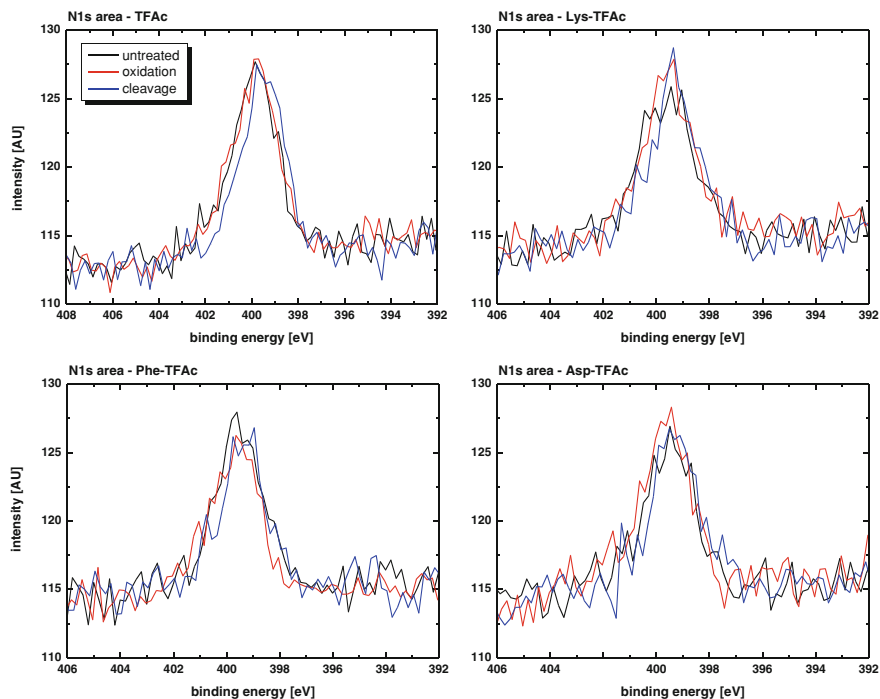 N1s area - TFAc
130
125
120
115
110
intensity [AU]
untreated
oxidation
cleavage
408 406 404 402 400 398 396 394 392
binding energy [eV]
N1s area - Lys-TFAc
130
125
120
115
110
intensity [AU]
406 404 402 400 398 396 394 392
binding energy [eV]
N1s area - Phe-TFAc
130
125
120
115
110
intensity [AU]
406 404 402 400 398 396 394 392
binding energy [eV]
N1s area - Asp-TFAc
130
125
120
115
110
intensity [AU]
406 404 402 400 398 396 394 392
binding energy [eV]